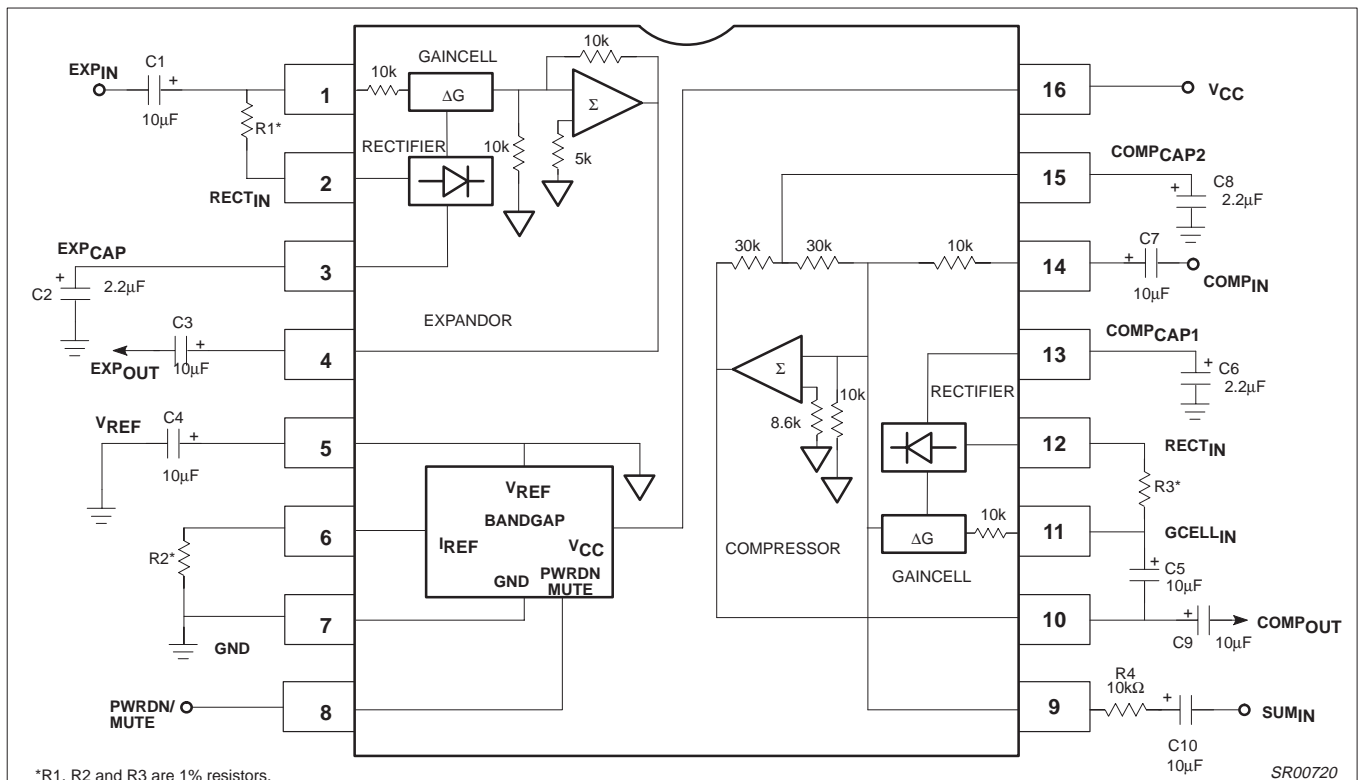 EXPIN
C1
+
10µF
R1*
RECTIN
1
2
10k
GAINCELL
ΔG
RECTIFIER
10k
10k
Σ
5k
EXPCAP
+
C2
2.2µF
3
C3
+
10µF
EXPOUT
4
EXPANDOR
VREF
C4
+
10µF
5
6
R2*
7
GND
PWRDN/
MUTE
8
VREF
BANDGAP
IREF
VCC
GND
PWRDN
MUTE
16
VCC
15
COMPCAP2
+
C8
2.2µF
30k
30k
10k
14
C7
+
10µF
COMPIN
13
COMPCAP1
+
C6
2.2µF
Σ
8.6k
10k
RECTIFIER
12
RECTIN
R3*
11
GCELLIN
10k
ΔG
GAINCELL
COMPRESSOR
+
C5
10µF
10
+
C9
10µF
COMPOUT
9
R4
10kΩ
+
C10
10µF
SUMIN
*R1, R2 and R3 are 1% resistors.
SR00720